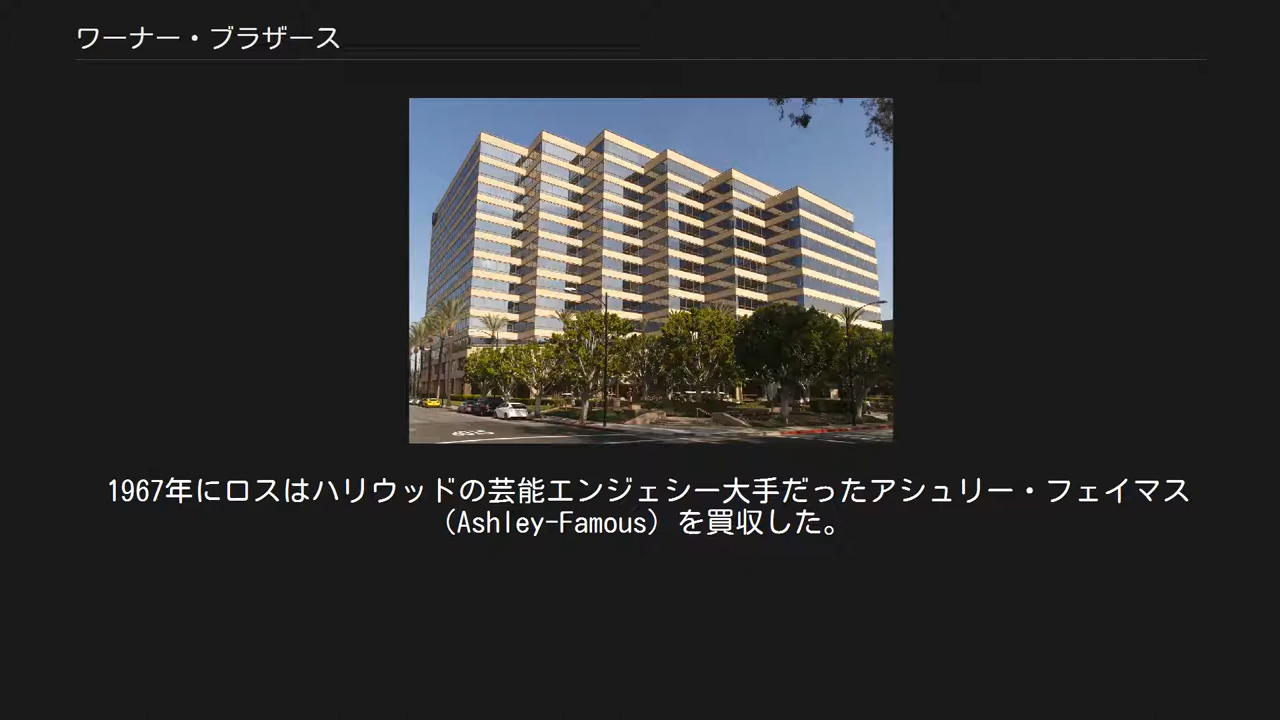 ワーナー・ブラザース
1967年にロスはハリウッドの芸能エンジェシー大手だったアシュリー・フェイマス
（Ashley-Famous）を買収した。